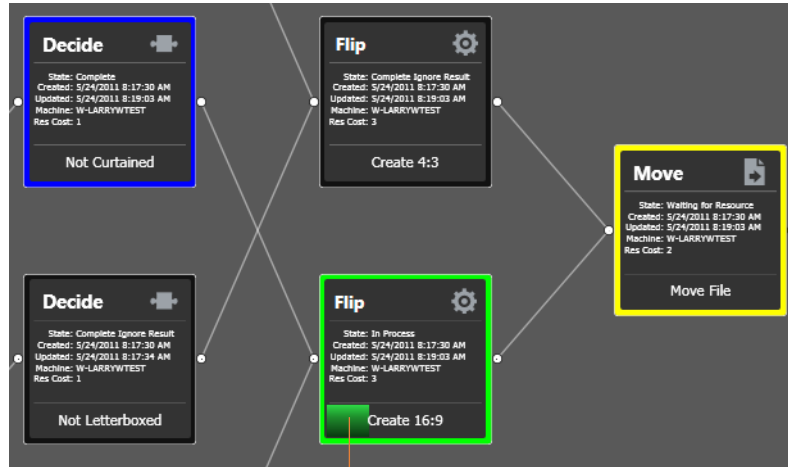 Decide
State: Complete
Created: 5/24/2011 8:17:30 AM
Updated: 5/24/2011 8:19:03 AM
Machine: W-LARRYWTEST
Res Cost: 1
Not Curtained
Flip
State: Complete Ignore Result
Created: 5/24/2011 8:17:30 AM
Updated: 5/24/2011 8:19:03 AM
Machine: W-LARRYWTEST
Res Cost: 3
Create 4:3
Move
State: Waiting for Resource
Created: 5/24/2011 8:17:30 AM
Updated: 5/24/2011 8:19:03 AM
Machine: W-LARRYWTEST
Res Cost: 2
Move File
Decide
State: Complete Ignore Result
Created: 5/24/2011 8:17:30 AM
Updated: 5/24/2011 8:17:34 AM
Machine: W-LARRYWTEST
Res Cost: 1
Not Letterboxed
Flip
State: In Process
Created: 5/24/2011 8:17:30 AM
Updated: 5/24/2011 8:19:03 AM
Machine: W-LARRYWTEST
Res Cost: 3
Create 16:9